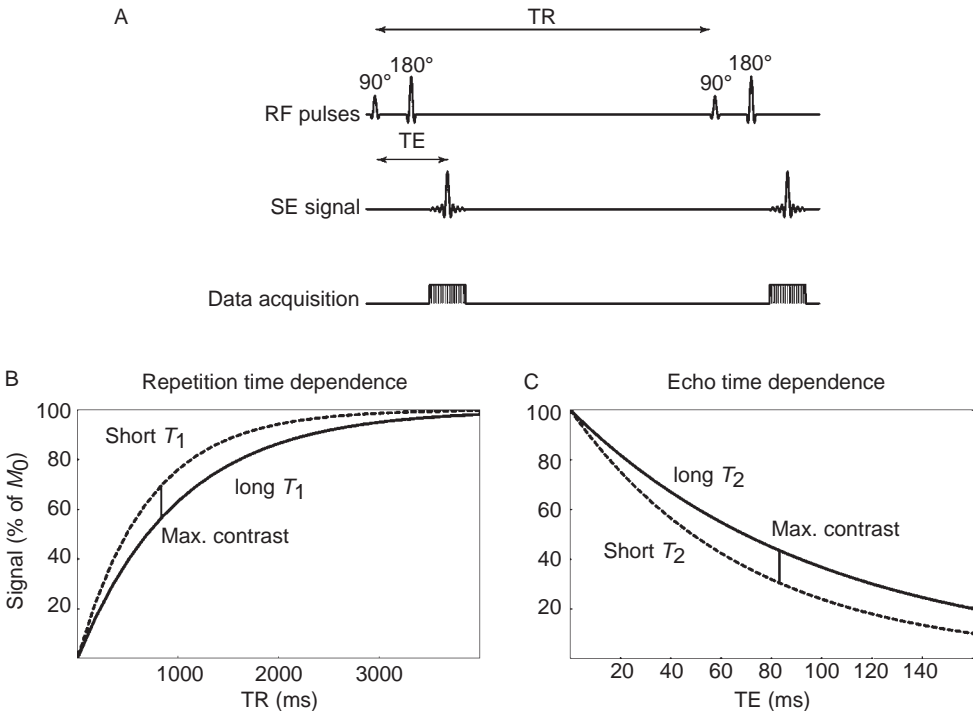 A
TR
90° 180° 90° 180°
RF pulses
TE
SE signal
Data acquisition
B Repetition time dependence
Signal (% of M0)
100
80
60
40
20
Short T1
long T1
Max. contrast
1000 2000 3000
TR (ms)
C Echo time dependence
100
80
60
40
20
long T2
Max. contrast
Short T2
20 40 60 80 100 120 140
TE (ms)